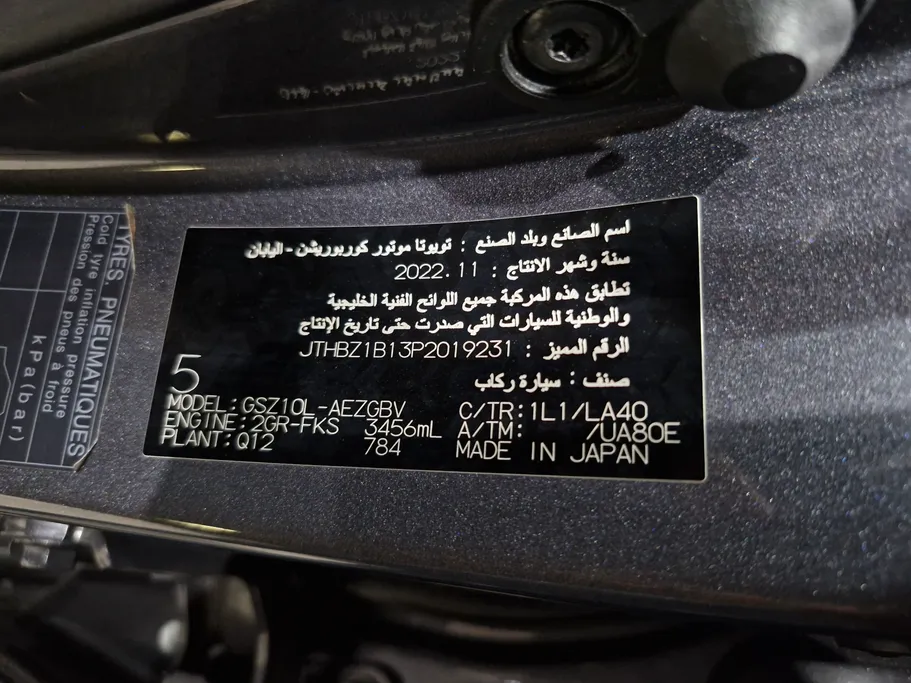 اسم الصانع وبلد الصنع : تويوتا موتور كوربوريشن - اليابان
سنة وشهر الانتاج : 2022.11
تطابق هذه المركبة جميع اللوائح الفنية الخليجية
والوطنية للسيارات التي صدرت حتى تاريخ الإنتاج
الرقم المميز : JTHBZ1B13P2019231
صنف : سيارة ركاب
5
MODEL:GSZ10L-AEZGBV C/TR:1L1/LA40
ENGINE:2GR-FKS 3456mL A/TM: /UA80E
PLANT:Q12 784 MADE IN JAPAN
TYRES. PNEUMATIQUES
Cold tyre inflation pressure
Pression des pneus à froid
kPa(bar)